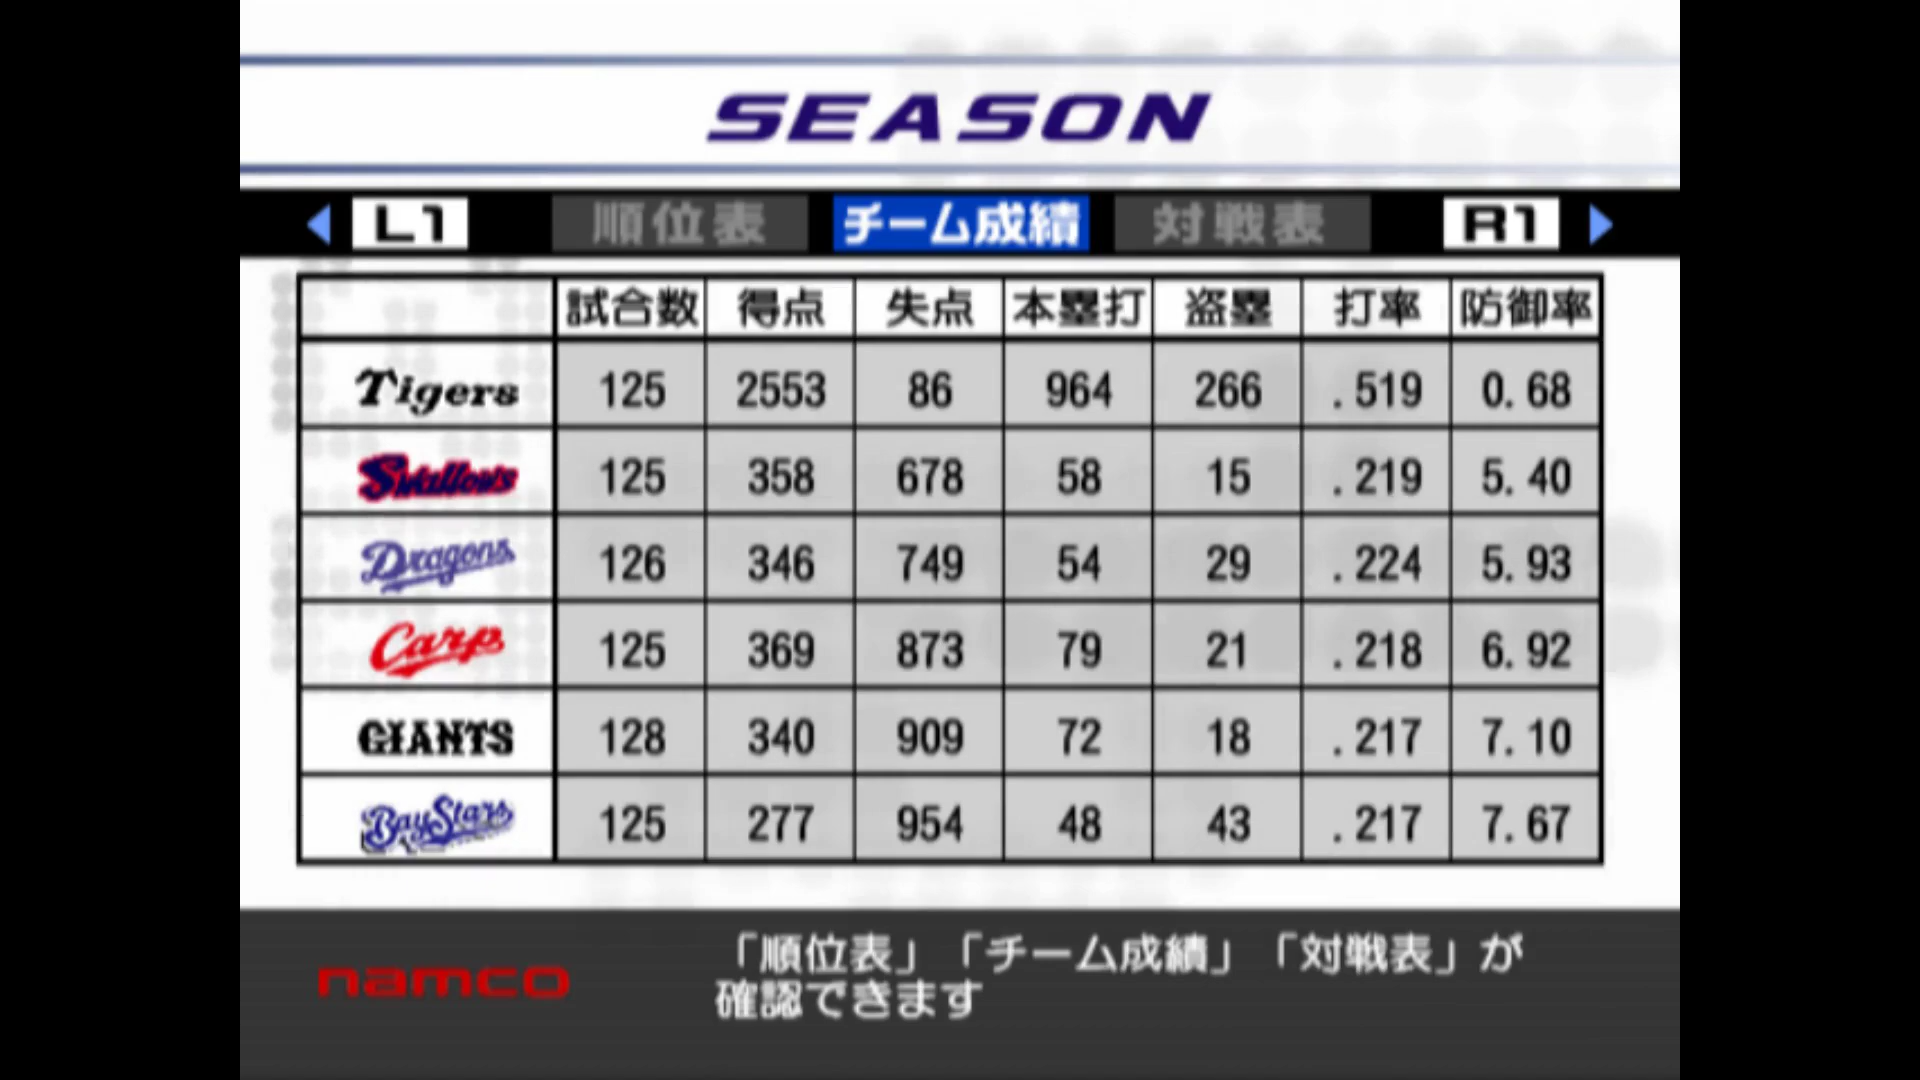 SEASON
L1 順位表 チーム成績 対戦表 R1
試合数 得点 失点 本塁打 盗塁 打率 防御率
Tigers 125 2553 86 964 266 .519 0.68
Swallows 125 358 678 58 15 .219 5.40
Dragons 126 346 749 54 29 .224 5.93
Carp 125 369 873 79 21 .218 6.92
GIANTS 128 340 909 72 18 .217 7.10
BayStars 125 277 954 48 43 .217 7.67
「順位表」「チーム成績」「対戦表」が
確認できます
namco